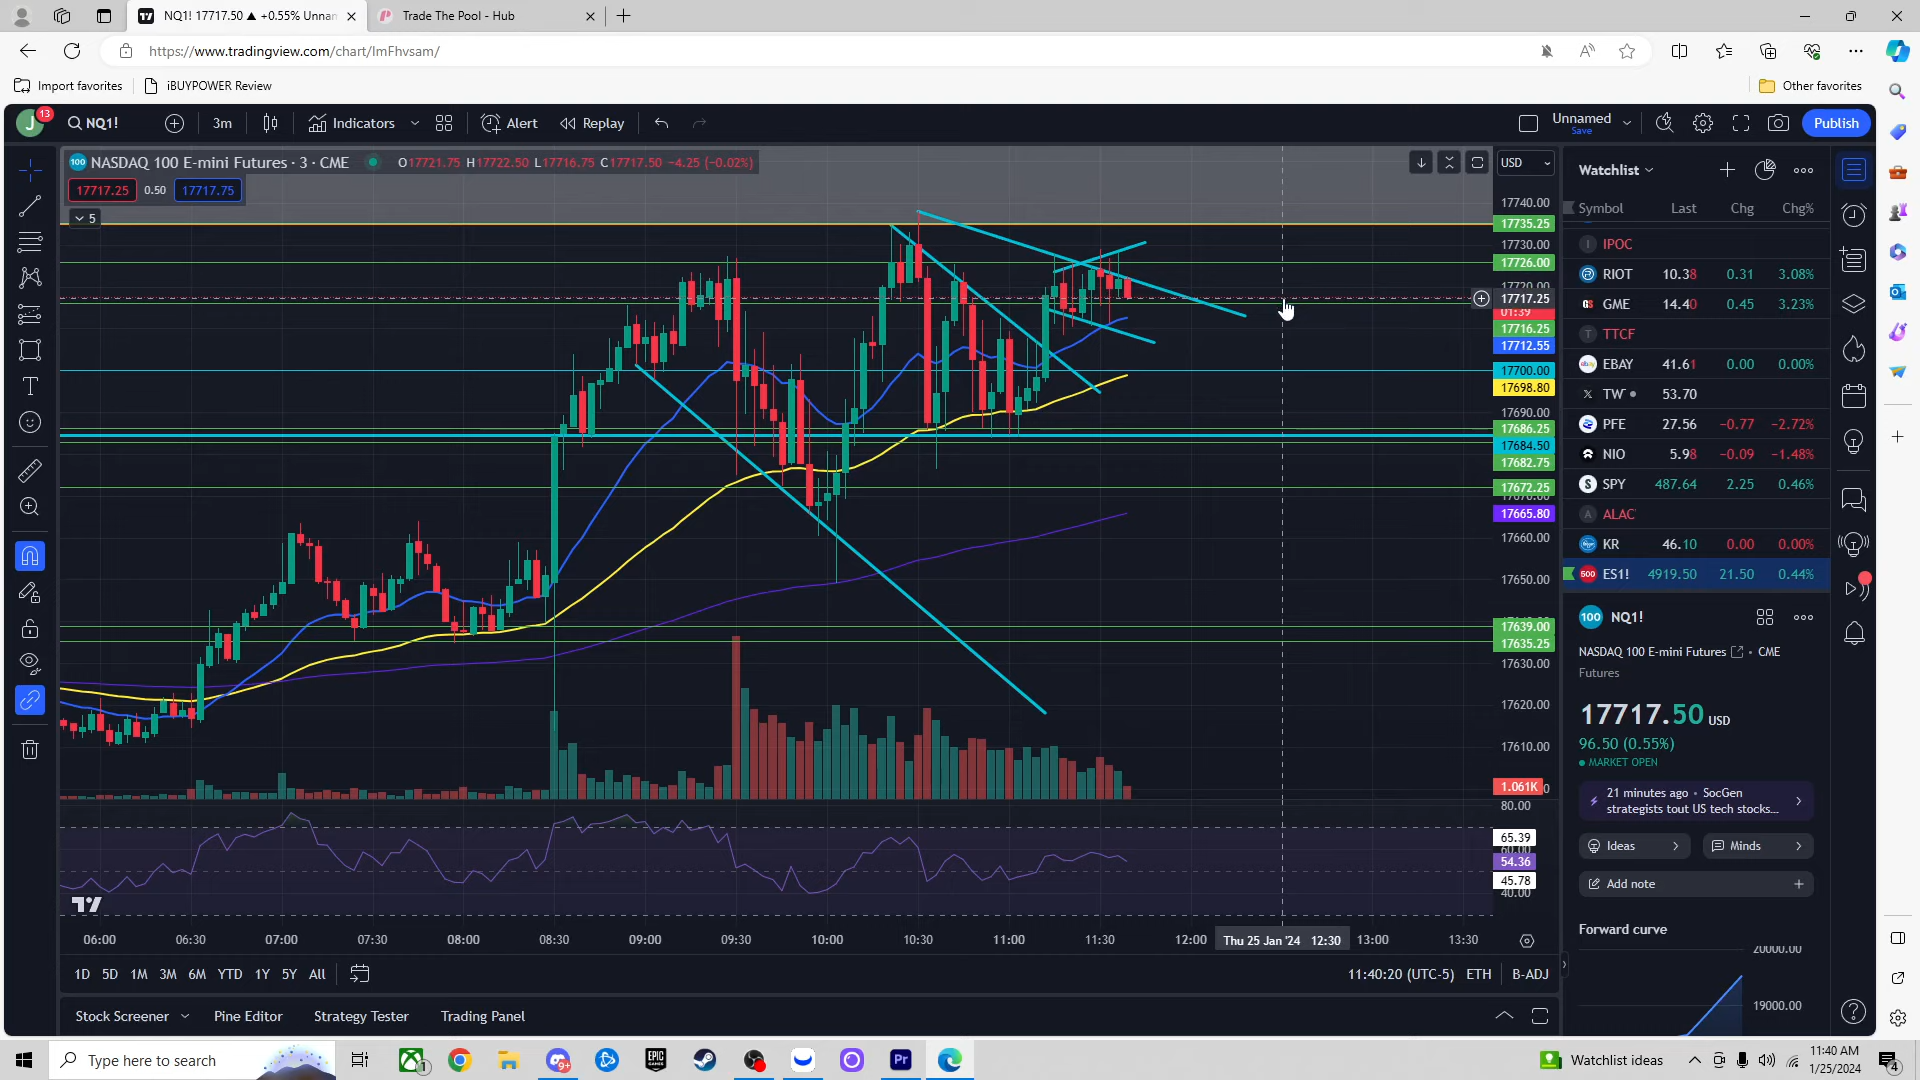 NQ1! 17717.50 ▲ +0.55% Unnan
Trade The Pool - Hub
https://www.tradingview.com/chart/ImFhvsam/
Import favorites
iBUYPOWER Review
Other favorites
J
13
NQ1!
3m
Indicators
Alert
Replay
Unnamed
Save
Publish
100 NASDAQ 100 E-mini Futures · 3 · CME
O17721.75 H17722.50 L17716.75 C17717.50 −4.25 (−0.02%)
USD
17717.25
0.50
17717.75
5
17740.00
17735.25
17730.00
17726.00
17720.00
17717.25
01:39
17716.25
17712.55
17700.00
17698.80
17690.00
17686.25
17684.50
17682.75
17672.25
17665.80
17660.00
17650.00
17639.00
17635.25
17630.00
17620.00
17610.00
1.061K
80.00
65.39
60.00
54.36
45.78
40.00
06:00
06:30
07:00
07:30
08:00
08:30
09:00
09:30
10:00
10:30
11:00
11:30
12:00
Thu 25 Jan '24 12:30
13:00
13:30
1D 5D 1M 3M 6M YTD 1Y 5Y All
11:40:20 (UTC-5) ETH B-ADJ
Stock Screener
Pine Editor
Strategy Tester
Trading Panel
Watchlist
Symbol Last Chg Chg%
I IPOC
RIOT 10.38 0.31 3.08%
GME 14.40 0.45 3.23%
T TTCF
EBAY 41.61 0.00 0.00%
TW 53.70
PFE 27.56 −0.77 −2.72%
NIO 5.98 −0.09 −1.48%
S SPY 487.64 2.25 0.46%
A ALAC
KR 46.10 0.00 0.00%
500 ES1! 4919.50 21.50 0.44%
100 NQ1!
NASDAQ 100 E-mini Futures • CME
Futures
17717.50 USD
96.50 (0.55%)
MARKET OPEN
21 minutes ago • SocGen
strategists tout US tech stocks...
Ideas
Minds
Add note
Forward curve
20000.00
19000.00
Type here to search
Watchlist ideas
11:40 AM
1/25/2024